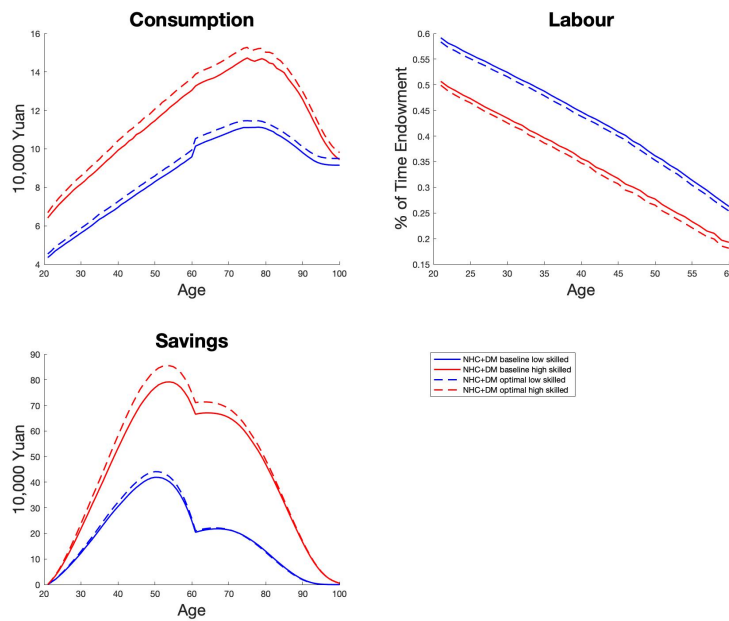 Consumption
16
14
12
10
8
6
4
10,000 Yuan
20 30 40 50 60 70 80 90 100
Age
Labour
0.6
0.55
0.5
0.45
0.4
0.35
0.3
0.25
0.2
0.15
% of Time Endowment
20 25 30 35 40 45 50 55
Age
Savings
90
80
70
60
50
40
30
20
10
0
10,000 Yuan
20 30 40 50 60 70 80 90 100
Age
NHC+DM baseline low skilled
NHC+DM baseline high skilled
NHC+DM optimal low skilled
NHC+DM optimal high skilled